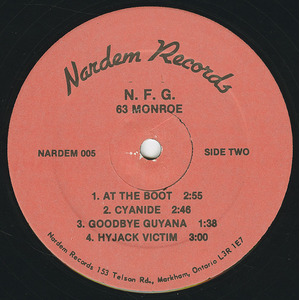 Nardem Records
N. F. G.
63 MONROE
NARDEM 005
SIDE TWO
1. AT THE BOOT 2:55
2. CYANIDE 2:46
3. GOODBYE GUYANA 1:38
4. HYJACK VICTIM 3:00
Nardem Records 153 Telson Rd., Markham, Ontario L3R 1E7